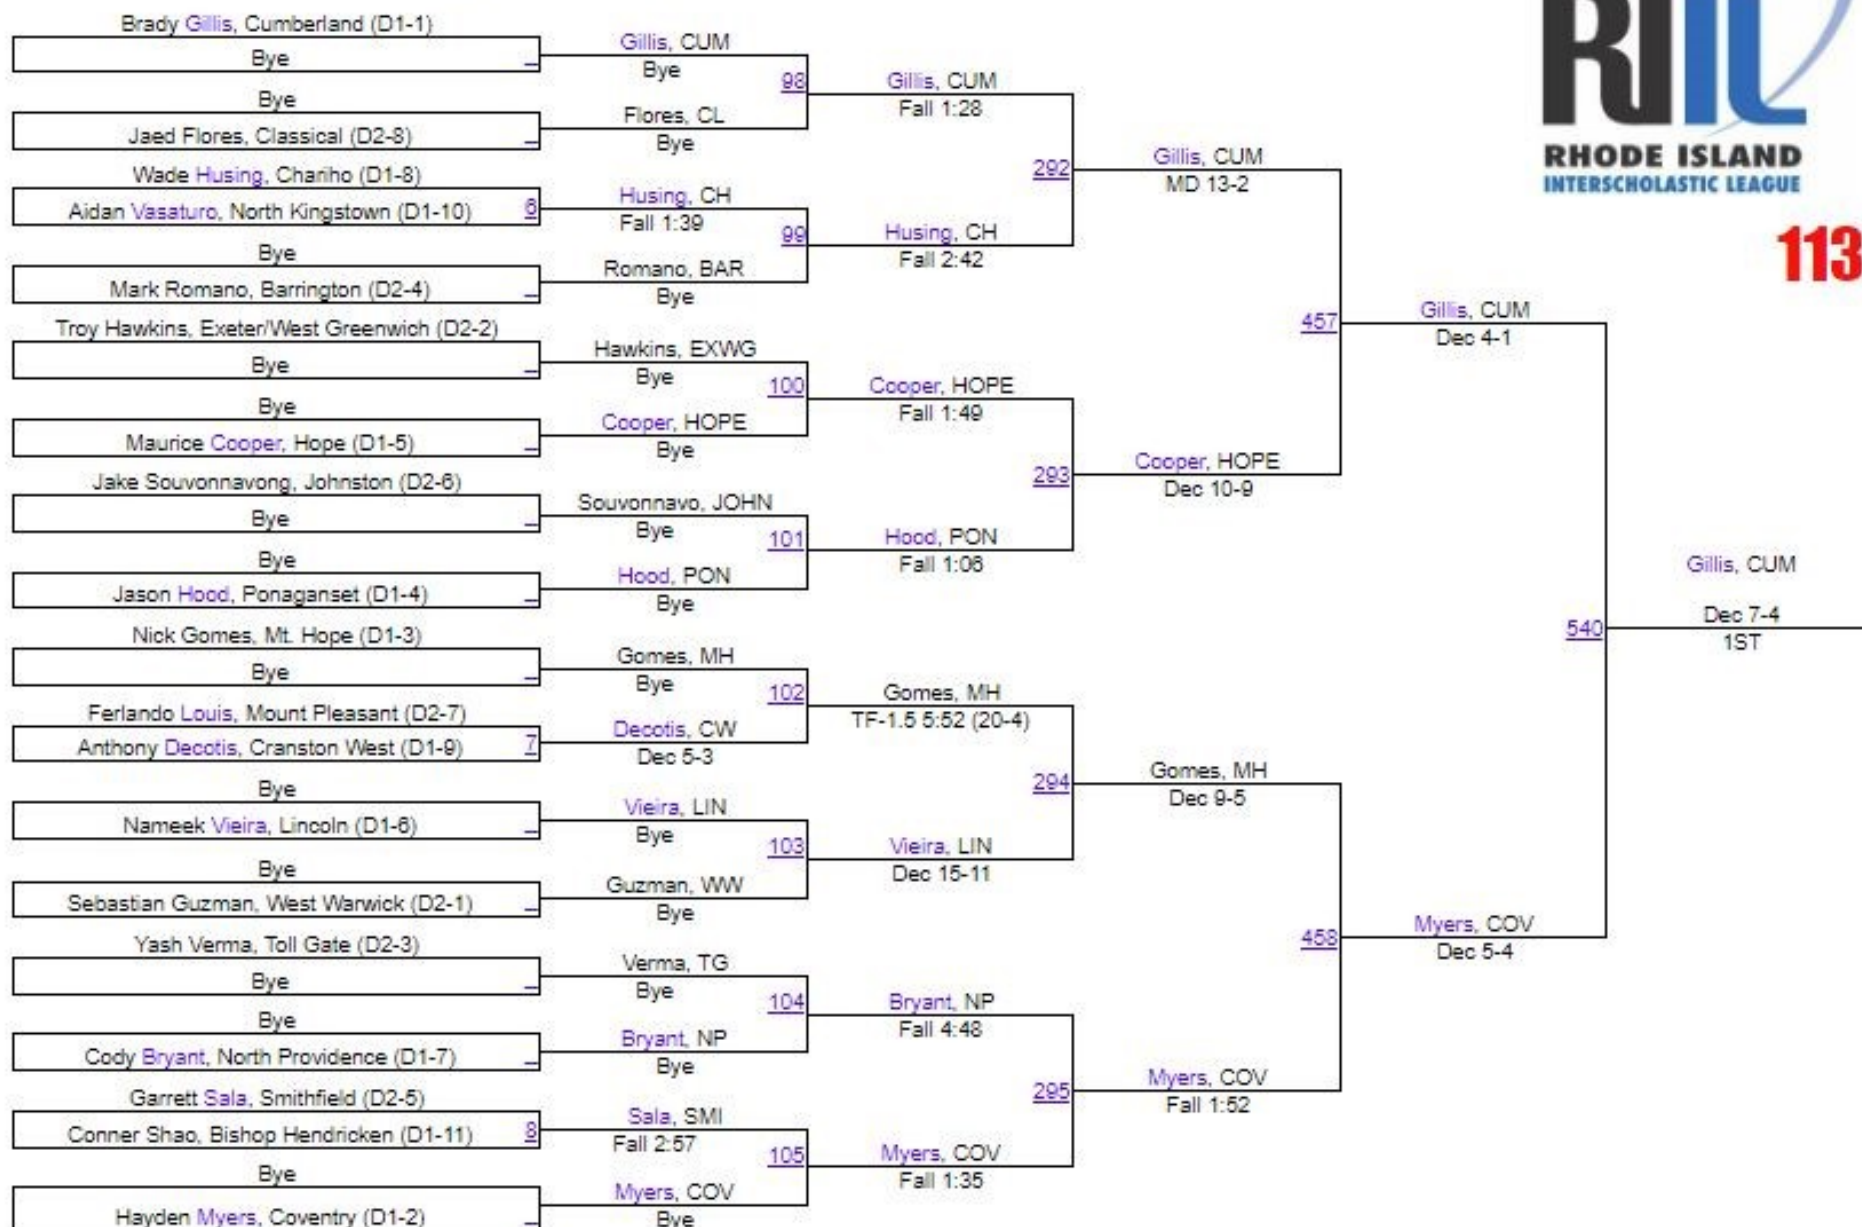 Brady Gillis, Cumberland (D1-1)
Bye
Bye
Jaed Flores, Classical (D2-8)
Wade Husing, Chariho (D1-8)
Aidan Vasaturo, North Kingstown (D1-10) 6
Bye
Mark Romano, Barrington (D2-4)
Troy Hawkins, Exeter/West Greenwich (D2-2)
Bye
Bye
Maurice Cooper, Hope (D1-5)
Jake Souvonnavong, Johnston (D2-6)
Bye
Bye
Jason Hood, Ponaganset (D1-4)
Nick Gomes, Mt. Hope (D1-3)
Bye
Ferlando Louis, Mount Pleasant (D2-7)
Anthony Decotis, Cranston West (D1-9) 7
Bye
Nameek Vieira, Lincoln (D1-6)
Bye
Sebastian Guzman, West Warwick (D2-1)
Yash Verma, Toll Gate (D2-3)
Bye
Bye
Cody Bryant, North Providence (D1-7)
Garrett Sala, Smithfield (D2-5)
Conner Shao, Bishop Hendricken (D1-11) 8
Bye
Hayden Myers, Coventry (D1-2)
Gillis, CUM
Bye
98
Flores, CL
Bye
Husing, CH
Fall 1:39
99
Romano, BAR
Bye
Hawkins, EXWG
Bye
100
Cooper, HOPE
Bye
Souvonnavo, JOHN
Bye
101
Hood, PON
Bye
Gomes, MH
Bye
102
Decotis, CW
Dec 5-3
Vieira, LIN
Bye
103
Guzman, WW
Bye
Verma, TG
Bye
104
Bryant, NP
Bye
Sala, SMI
Fall 2:57
105
Myers, COV
Bye
Gillis, CUM
Fall 1:28
292
Husing, CH
Fall 2:42
Cooper, HOPE
Fall 1:49
293
Hood, PON
Fall 1:06
Gomes, MH
TF-1.5 5:52 (20-4)
294
Vieira, LIN
Dec 15-11
Bryant, NP
Fall 4:48
295
Myers, COV
Fall 1:35
Gillis, CUM
MD 13-2
457
Cooper, HOPE
Dec 10-9
Gomes, MH
Dec 9-5
458
Myers, COV
Fall 1:52
Gillis, CUM
Dec 4-1
540
Myers, COV
Dec 5-4
Gillis, CUM
Dec 7-4
1ST
RIIL
RHODE ISLAND
INTERSCHOLASTIC LEAGUE
113